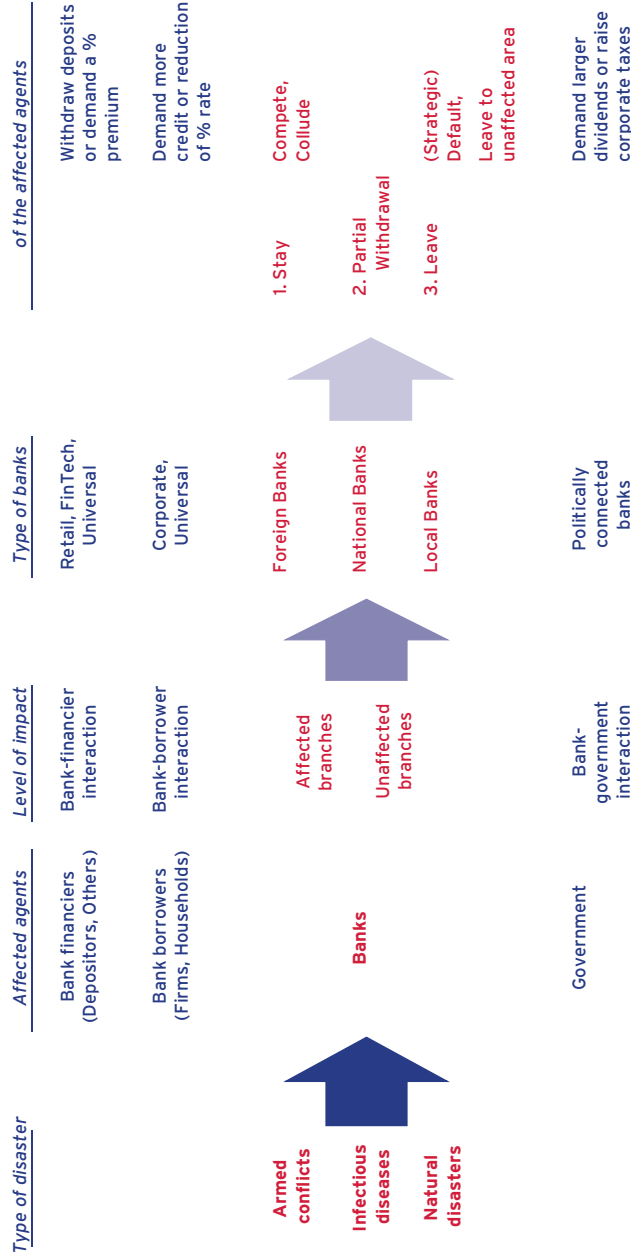 Type of disaster
Affected agents
Level of impact
Type of banks
of the affected agents
Bank financiers
(Depositors, Others)
Bank-financier
interaction
Retail, FinTech,
Universal
Withdraw deposits
or demand a %
premium
Bank borrowers
(Firms, Households)
Bank-borrower
interaction
Corporate,
Universal
Demand more
credit or reduction
of % rate
Armed
conflicts
Infectious
diseases
Natural
disasters
Banks
Affected
branches
Unaffected
branches
Foreign Banks
National Banks
Local Banks
1. Stay
2. Partial
Withdrawal
3. Leave
Compete,
Collude
(Strategic)
Default,
Leave to
unaffected area
Government
Bank-
government
interaction
Politically
connected
banks
Demand larger
dividends or raise
corporate taxes